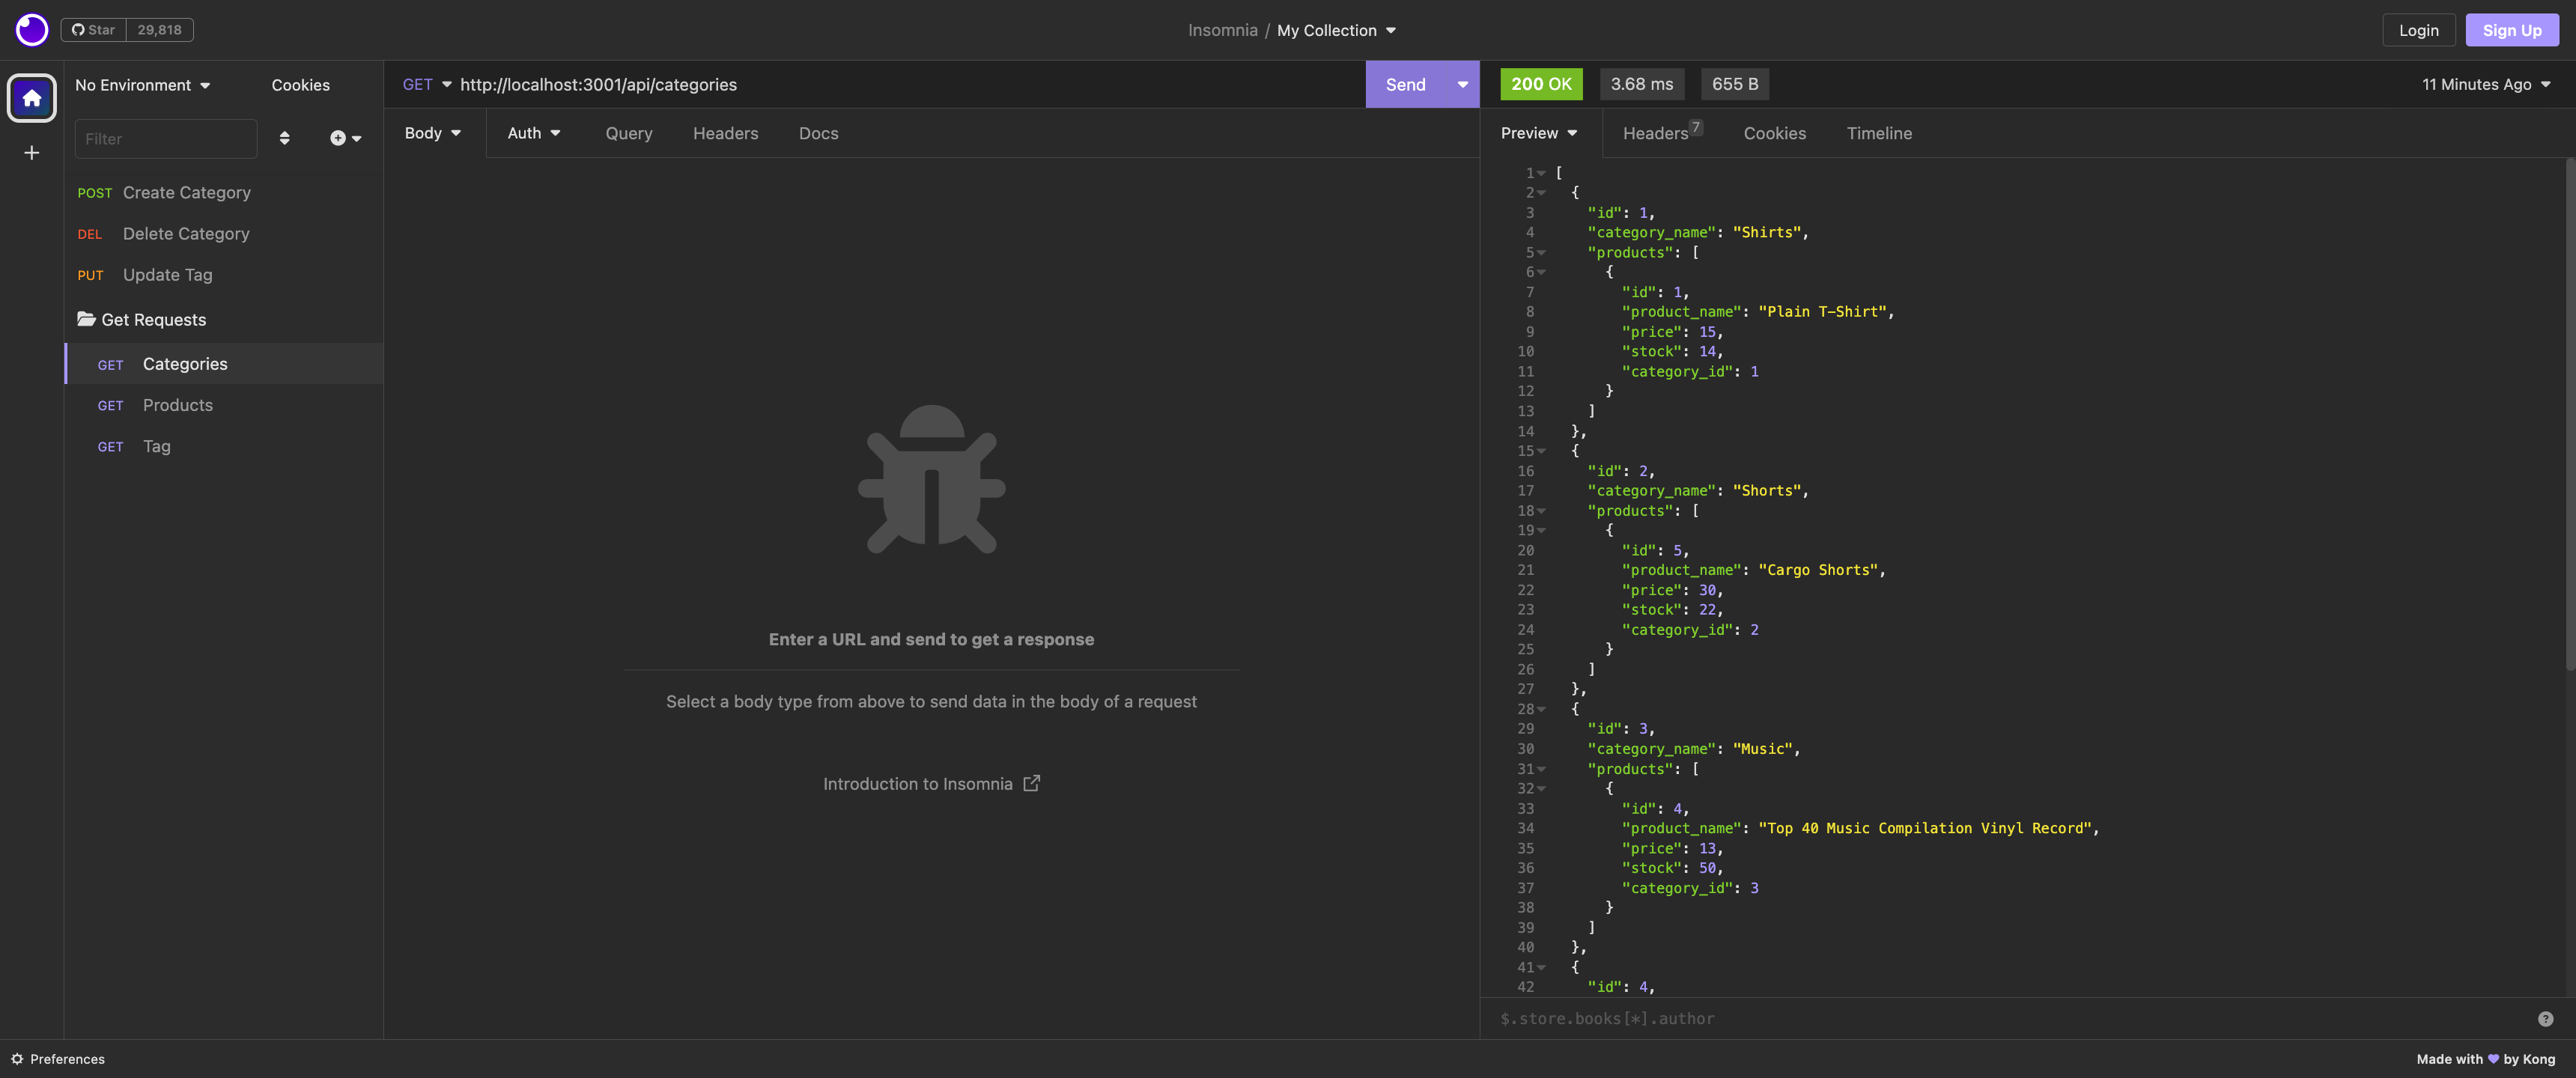 Star 29,818
Insomnia / My Collection
Login Sign Up
No Environment Cookies
Filter
POST Create Category
DEL Delete Category
PUT Update Tag
Get Requests
GET Categories
GET Products
GET Tag
GET http://localhost:3001/api/categories Send
Body Auth Query Headers Docs
Enter a URL and send to get a response
Select a body type from above to send data in the body of a request
Introduction to Insomnia
200 OK 3.68 ms 655 B 11 Minutes Ago
Preview Headers 7 Cookies Timeline
1 [
2 {
3 "id": 1,
4 "category_name": "Shirts",
5 "products": [
6 {
7 "id": 1,
8 "product_name": "Plain T-Shirt",
9 "price": 15,
10 "stock": 14,
11 "category_id": 1
12 }
13 ]
14 },
15 {
16 "id": 2,
17 "category_name": "Shorts",
18 "products": [
19 {
20 "id": 5,
21 "product_name": "Cargo Shorts",
22 "price": 30,
23 "stock": 22,
24 "category_id": 2
25 }
26 ]
27 },
28 {
29 "id": 3,
30 "category_name": "Music",
31 "products": [
32 {
33 "id": 4,
34 "product_name": "Top 40 Music Compilation Vinyl Record",
35 "price": 13,
36 "stock": 50,
37 "category_id": 3
38 }
39 ]
40 },
41 {
42 "id": 4,
$.store.books[*].author
?
Preferences
Made with 💜 by Kong